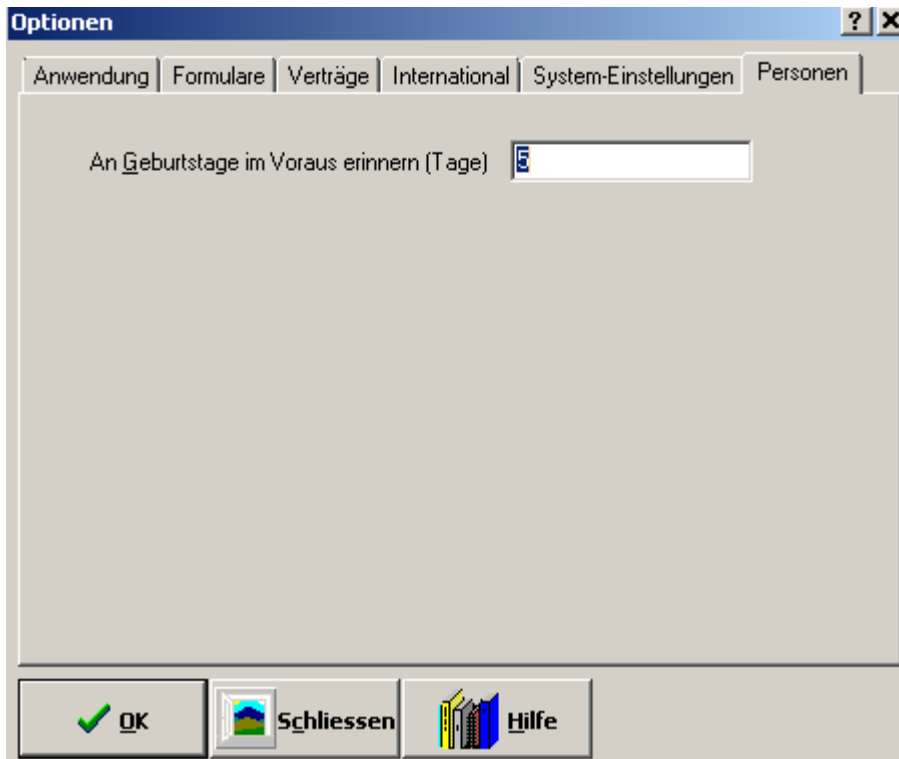 Optionen
Anwendung Formulare Verträge International System-Einstellungen Personen
An Geburtstage im Voraus erinnern (Tage) 5
OK Schliessen Hilfe